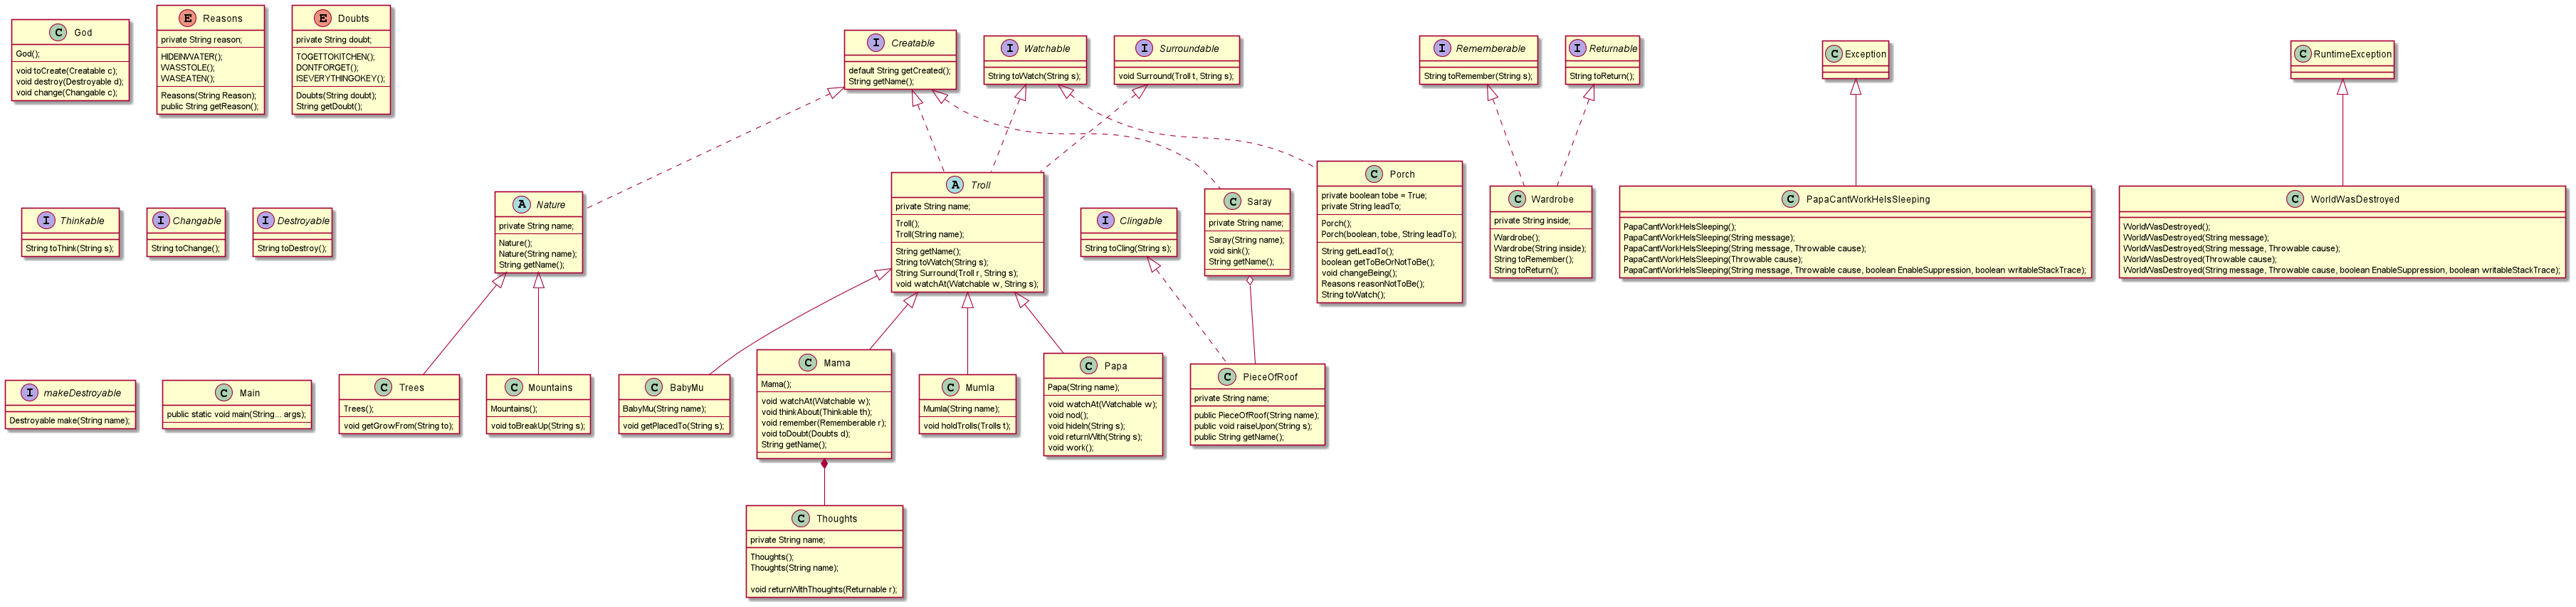 C God
God();
void toCreate(Creatable c);
void destroy(Destroyable d);
void change(Changable c);
E Reasons
private String reason;
HIDEINWATER();
WASSTOLE();
WASEATEN();
Reasons(String Reason);
public String getReason();
E Doubts
private String doubt;
TOGETTOKITCHEN();
DONTFORGET();
ISEVERYTHINGOKEY();
Doubts(String doubt);
String getDoubt();
I Creatable
default String getCreated();
String getName();
I Watchable
String toWatch(String s);
I Surroundable
void Surround(Troll t, String s);
I Rememberable
String toRemember(String s);
I Returnable
String toReturn();
C Exception
C RuntimeException
I Thinkable
String toThink(String s);
I Changable
String toChange();
I Destroyable
String toDestroy();
A Nature
private String name;
Nature();
Nature(String name);
String getName();
A Troll
private String name;
Troll();
Troll(String name);
String getName();
String toWatch(String s);
String Surround(Troll r, String s);
void watchAt(Watchable w, String s);
I Clingable
String toCling(String s);
C Saray
private String name;
Saray(String name);
void sink();
String getName();
C Porch
private boolean tobe = True;
private String leadTo;
Porch();
Porch(boolean, tobe, String leadTo);
String getLeadTo();
boolean getToBeOrNotToBe();
void changeBeing();
Reasons reasonNotToBe();
String toWatch();
C Wardrobe
private String inside;
Wardrobe();
Wardrobe(String inside);
String toRemember();
String toReturn();
C PapaCantWorkHeIsSleeping
PapaCantWorkHeIsSleeping();
PapaCantWorkHeIsSleeping(String message);
PapaCantWorkHeIsSleeping(String message, Throwable cause);
PapaCantWorkHeIsSleeping(Throwable cause);
PapaCantWorkHeIsSleeping(String message, Throwable cause, boolean EnableSuppression, boolean writableStackTrace);
C WorldWasDestroyed
WorldWasDestroyed();
WorldWasDestroyed(String message);
WorldWasDestroyed(String message, Throwable cause);
WorldWasDestroyed(Throwable cause);
WorldWasDestroyed(String message, Throwable cause, boolean EnableSuppression, boolean writableStackTrace);
I makeDestroyable
Destroyable make(String name);
C Main
public static void main(String... args);
C Trees
Trees();
void getGrowFrom(String to);
C Mountains
Mountains();
void toBreakUp(String s);
C BabyMu
BabyMu(String name);
void getPlacedTo(String s);
C Mama
Mama();
void watchAt(Watchable w);
void thinkAbout(Thinkable th);
void remember(Rememberable r);
void toDoubt(Doubts d);
String getName();
C Mumla
Mumla(String name);
void holdTrolls(Trolls t);
C Papa
Papa(String name);
void watchAt(Watchable w);
void nod();
void hideIn(String s);
void returnWith(String s);
void work();
C PieceOfRoof
private String name;
public PieceOfRoof(String name);
public void raiseUpon(String s);
public String getName();
C Thoughts
private String name;
Thoughts();
Thoughts(String name);
void returnWithThoughts(Returnable r);